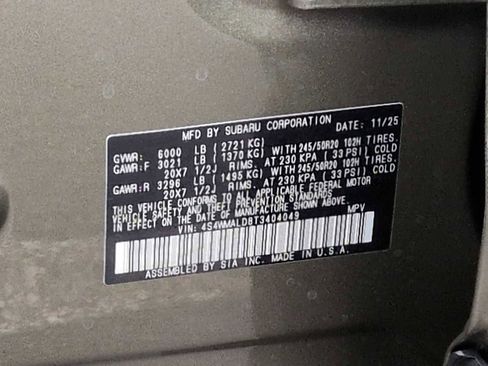 MFD BY SUBARU CORPORATION 11/25
GVWR: 6000 LB ( 2721 KG)
GAWR:F 3021 LB ( 1370 KG) WITH 245/50R20 102H TIRES,
20X7 1/2J RIMS. AT 230 KPA ( 33 PSI) COLD
GAWR:R 3296 LB ( 1495 KG) WITH 245/50R20 102H TIRES,
20X7 1/2J RIMS. AT 230 KPA ( 33 PSI) COLD
THIS VEHICLE CONFORMS TO ALL APPLICABLE FEDERAL MOTOR
VEHICLE SAFETY AND THEFT PREVENTION STANDARDS
IN EFFECT ON THE DATE OF MANUFACTURE SHOWN ABOVE.
VIN: 4S4WMALD8T3404049 MPV
ASSEMBLED BY SIA INC. MADE IN U.S.A.